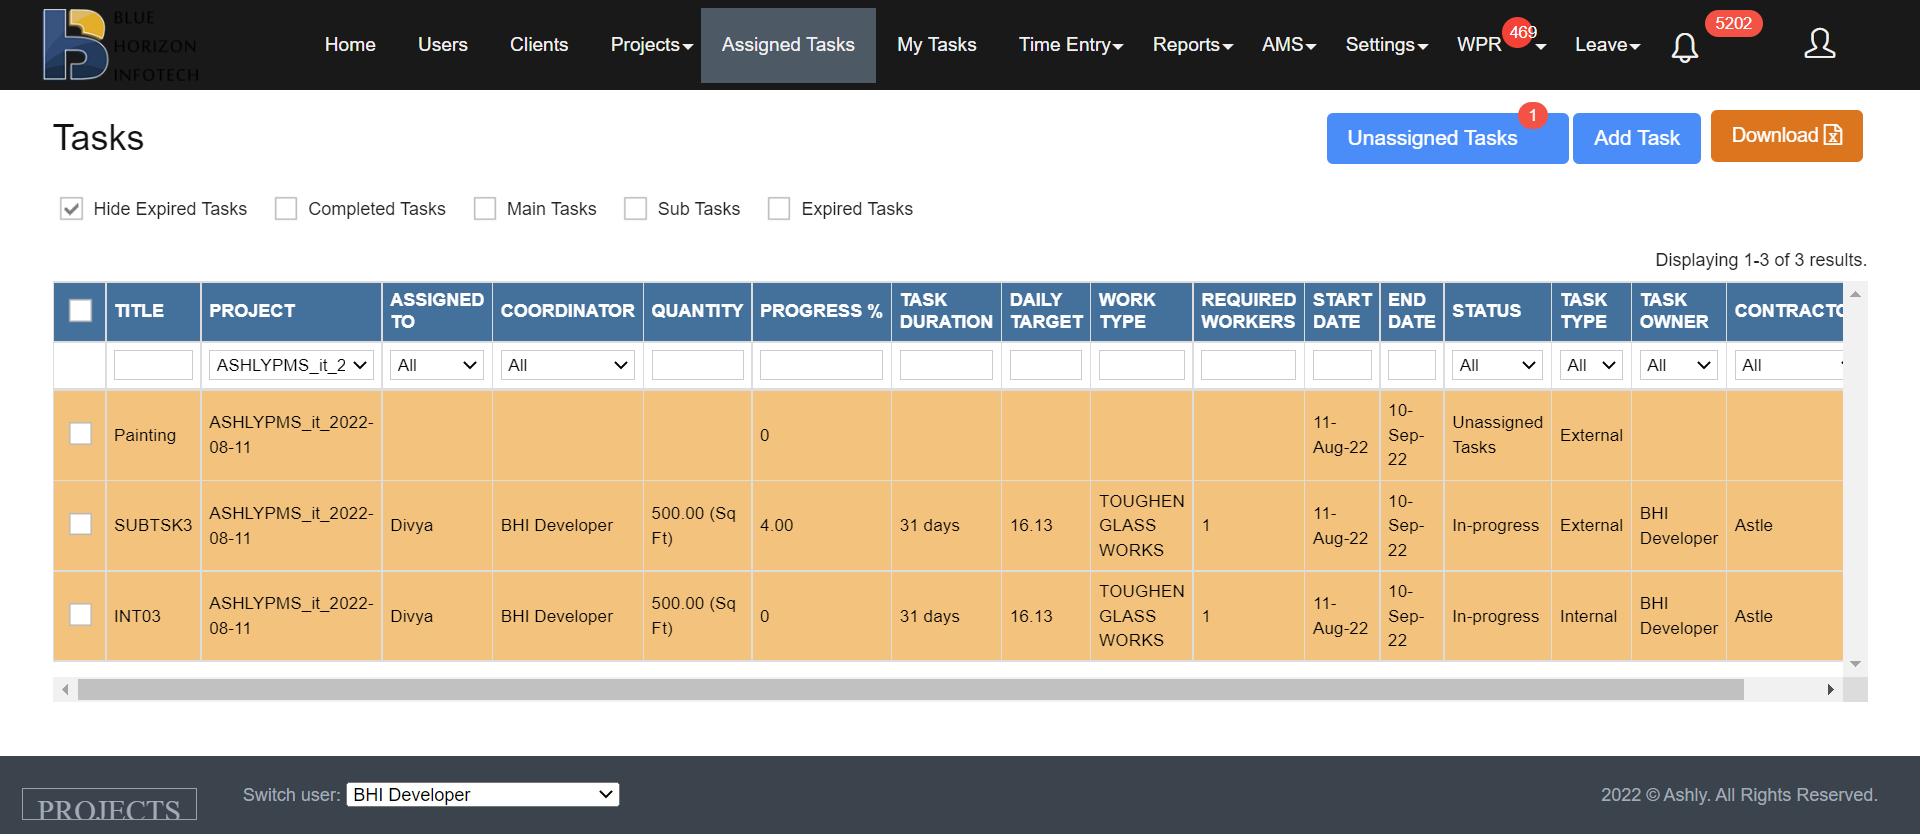 BLUE
HORIZON
INFOTECH
Home Users Clients Projects Assigned Tasks My Tasks Time Entry Reports AMS Settings WPR 469 Leave 5202
Tasks
Unassigned Tasks 1 Add Task Download
Hide Expired Tasks Completed Tasks Main Tasks Sub Tasks Expired Tasks
Displaying 1-3 of 3 results.
TITLE PROJECT ASSIGNED TO COORDINATOR QUANTITY PROGRESS % TASK DURATION DAILY TARGET WORK TYPE REQUIRED WORKERS START DATE END DATE STATUS TASK TYPE TASK OWNER CONTRACTO
ASHLYPMS_it_2 All All All All All All
Painting ASHLYPMS_it_2022-08-11 0 11-Aug-22 10-Sep-22 Unassigned Tasks External
SUBTSK3 ASHLYPMS_it_2022-08-11 Divya BHI Developer 500.00 (Sq Ft) 4.00 31 days 16.13 TOUGHEN GLASS WORKS 1 11-Aug-22 10-Sep-22 In-progress External BHI Developer Astle
INT03 ASHLYPMS_it_2022-08-11 Divya BHI Developer 500.00 (Sq Ft) 0 31 days 16.13 TOUGHEN GLASS WORKS 1 11-Aug-22 10-Sep-22 In-progress Internal BHI Developer Astle
PROJECTS Switch user: BHI Developer 2022 © Ashly. All Rights Reserved.